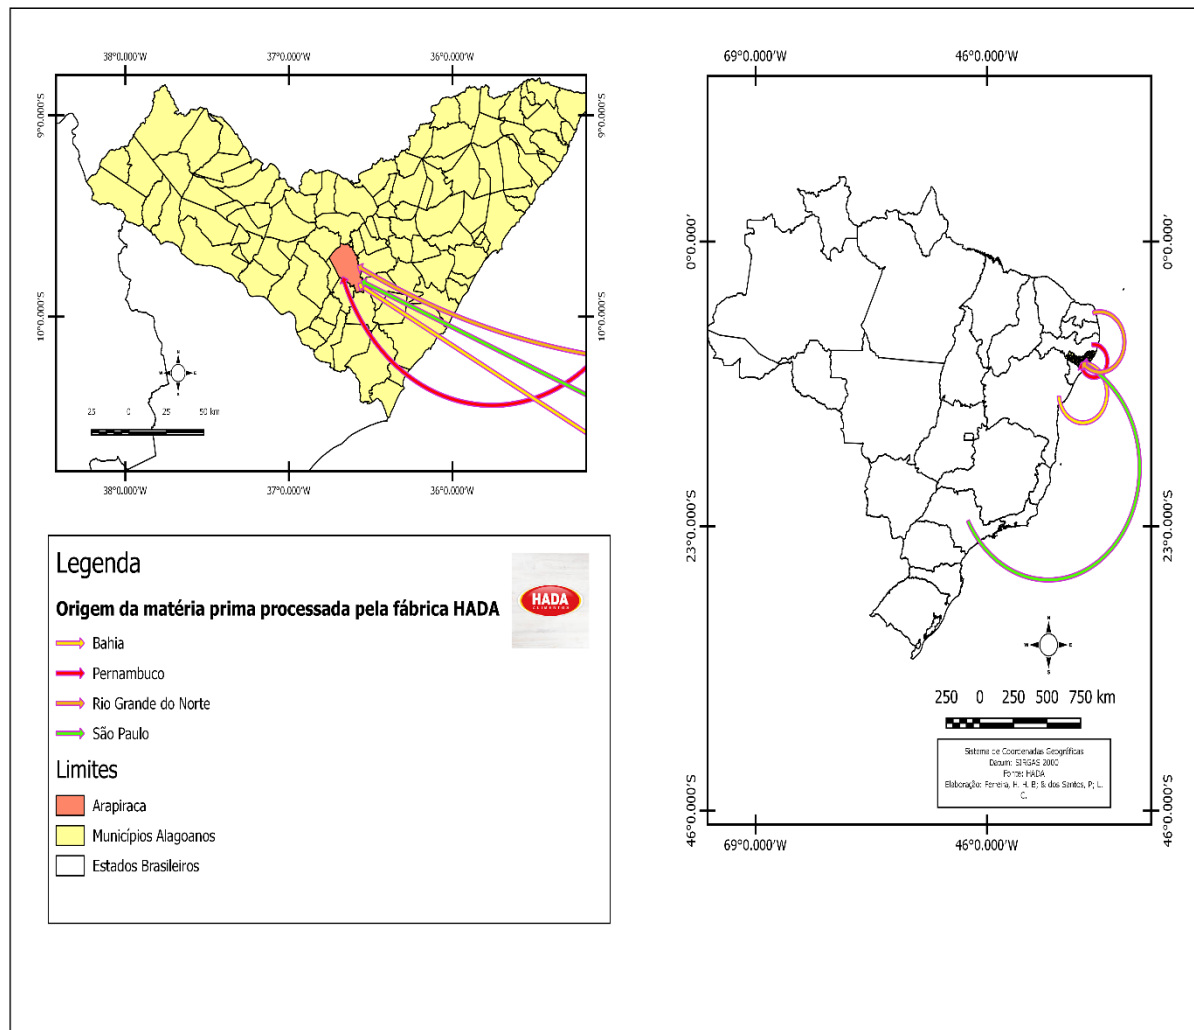 38°0.000'W
37°0.000'W
36°0.000'W
9°0.000'S
9°0.000'S
10°0.000'S
10°0.000'S
25 0 25 50 km
38°0.000'W
37°0.000'W
36°0.000'W
69°0.000'W
46°0.000'W
0°0.000'
0°0.000'
23°0.000'S
23°0.000'S
46°0.000'S
46°0.000'S
250 0 250 500 750 km
Sistema de Coordenadas Geográficas
Datum: SIRGAS 2000
Fonte: HADA
Elaboração: Ferreira, H. H. B; & dos Santos, P; L.
C.
69°0.000'W
46°0.000'W
Legenda
HADA
ALIMENTOS
Origem da matéria prima processada pela fábrica HADA
Bahia
Pernambuco
Rio Grande do Norte
São Paulo
Limites
Arapiraca
Municípios Alagoanos
Estados Brasileiros